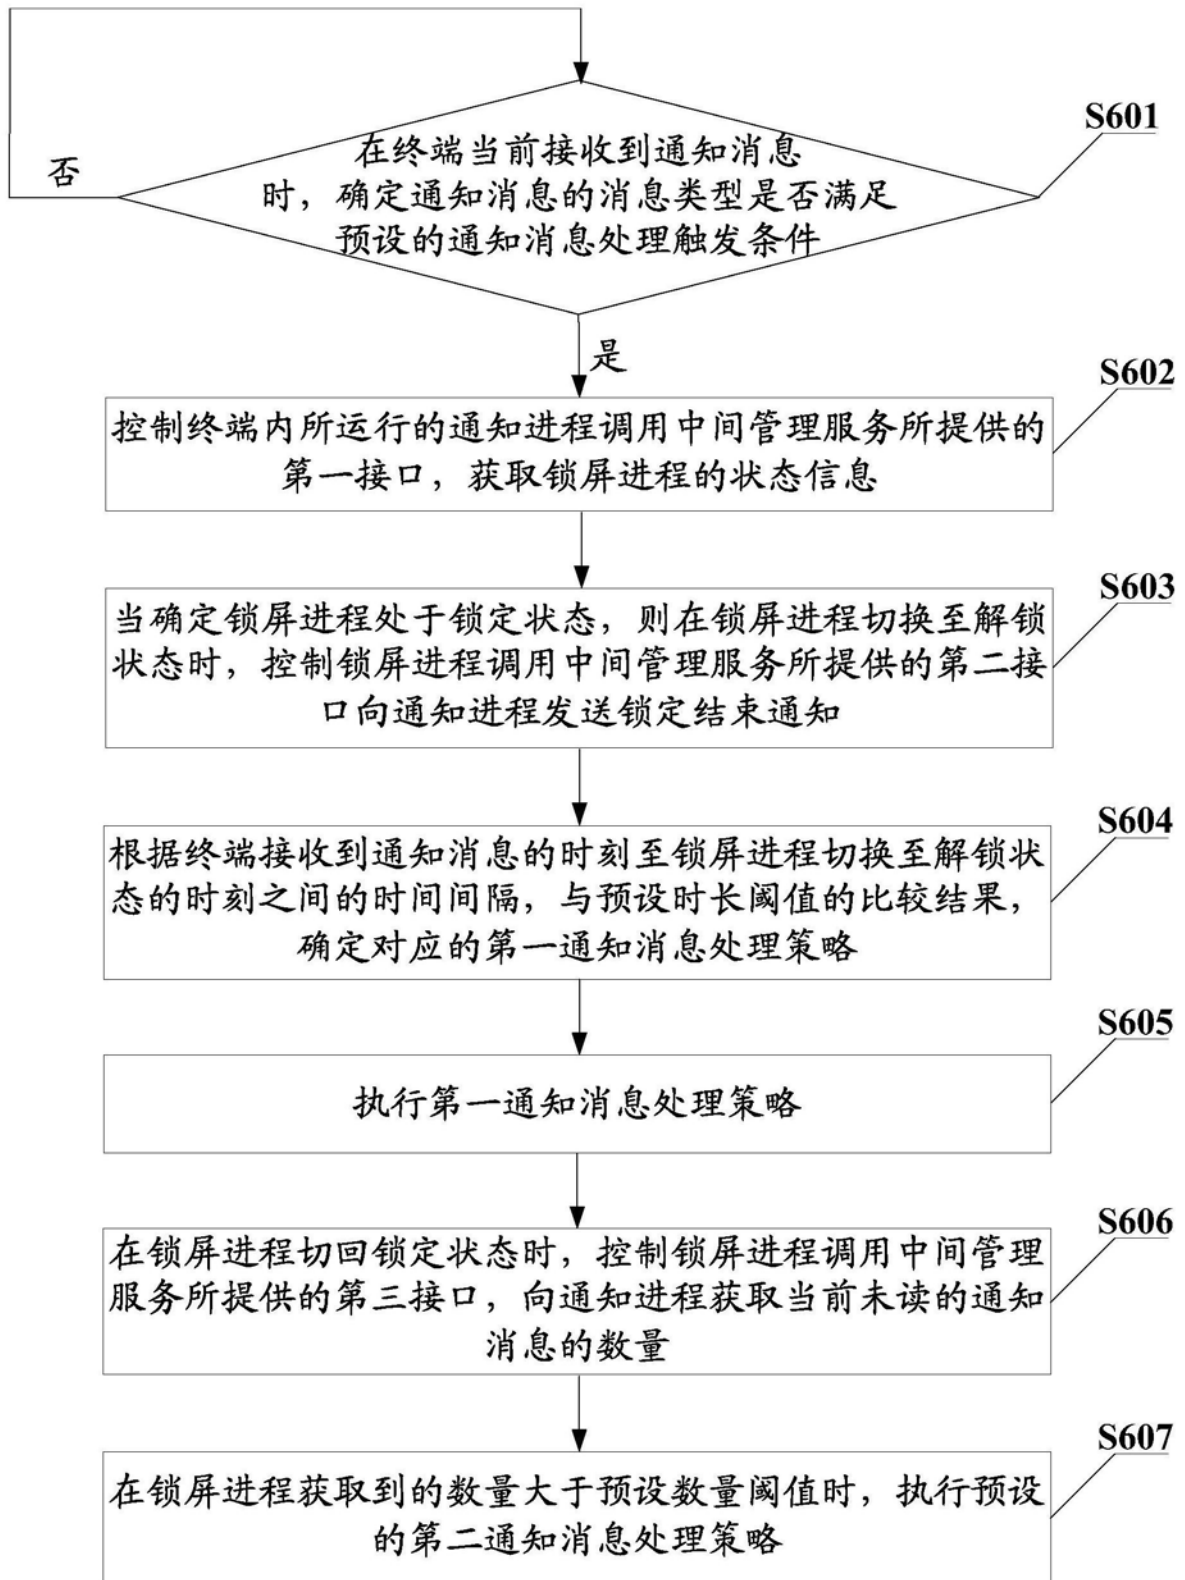 S601
在终端当前接收到通知消息
时，确定通知消息的消息类型是否满足
预设的通知消息处理触发条件
否
是
S602
控制终端内所运行的通知进程调用中间管理服务所提供的
第一接口，获取锁屏进程的状态信息
S603
当确定锁屏进程处于锁定状态，则在锁屏进程切换至解锁
状态时，控制锁屏进程调用中间管理服务所提供的第二接
口向通知进程发送锁定结束通知
S604
根据终端接收到通知消息的时刻至锁屏进程切换至解锁状
态的时刻之间的时间间隔，与预设时长阈值的比较结果，
确定对应的第一通知消息处理策略
S605
执行第一通知消息处理策略
S606
在锁屏进程切回锁定状态时，控制锁屏进程调用中间管理
服务所提供的第三接口，向通知进程获取当前未读的通知
消息的数量
S607
在锁屏进程获取到的数量大于预设数量阈值时，执行预设
的第二通知消息处理策略